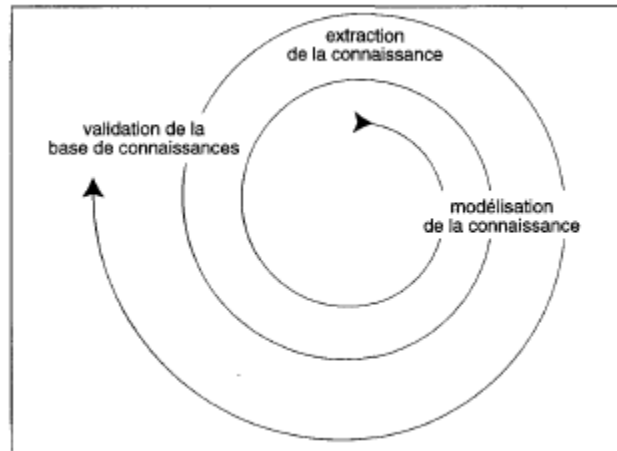 extraction
de la connaissance
validation de la
base de connaissances
modélisation
de la connaissance